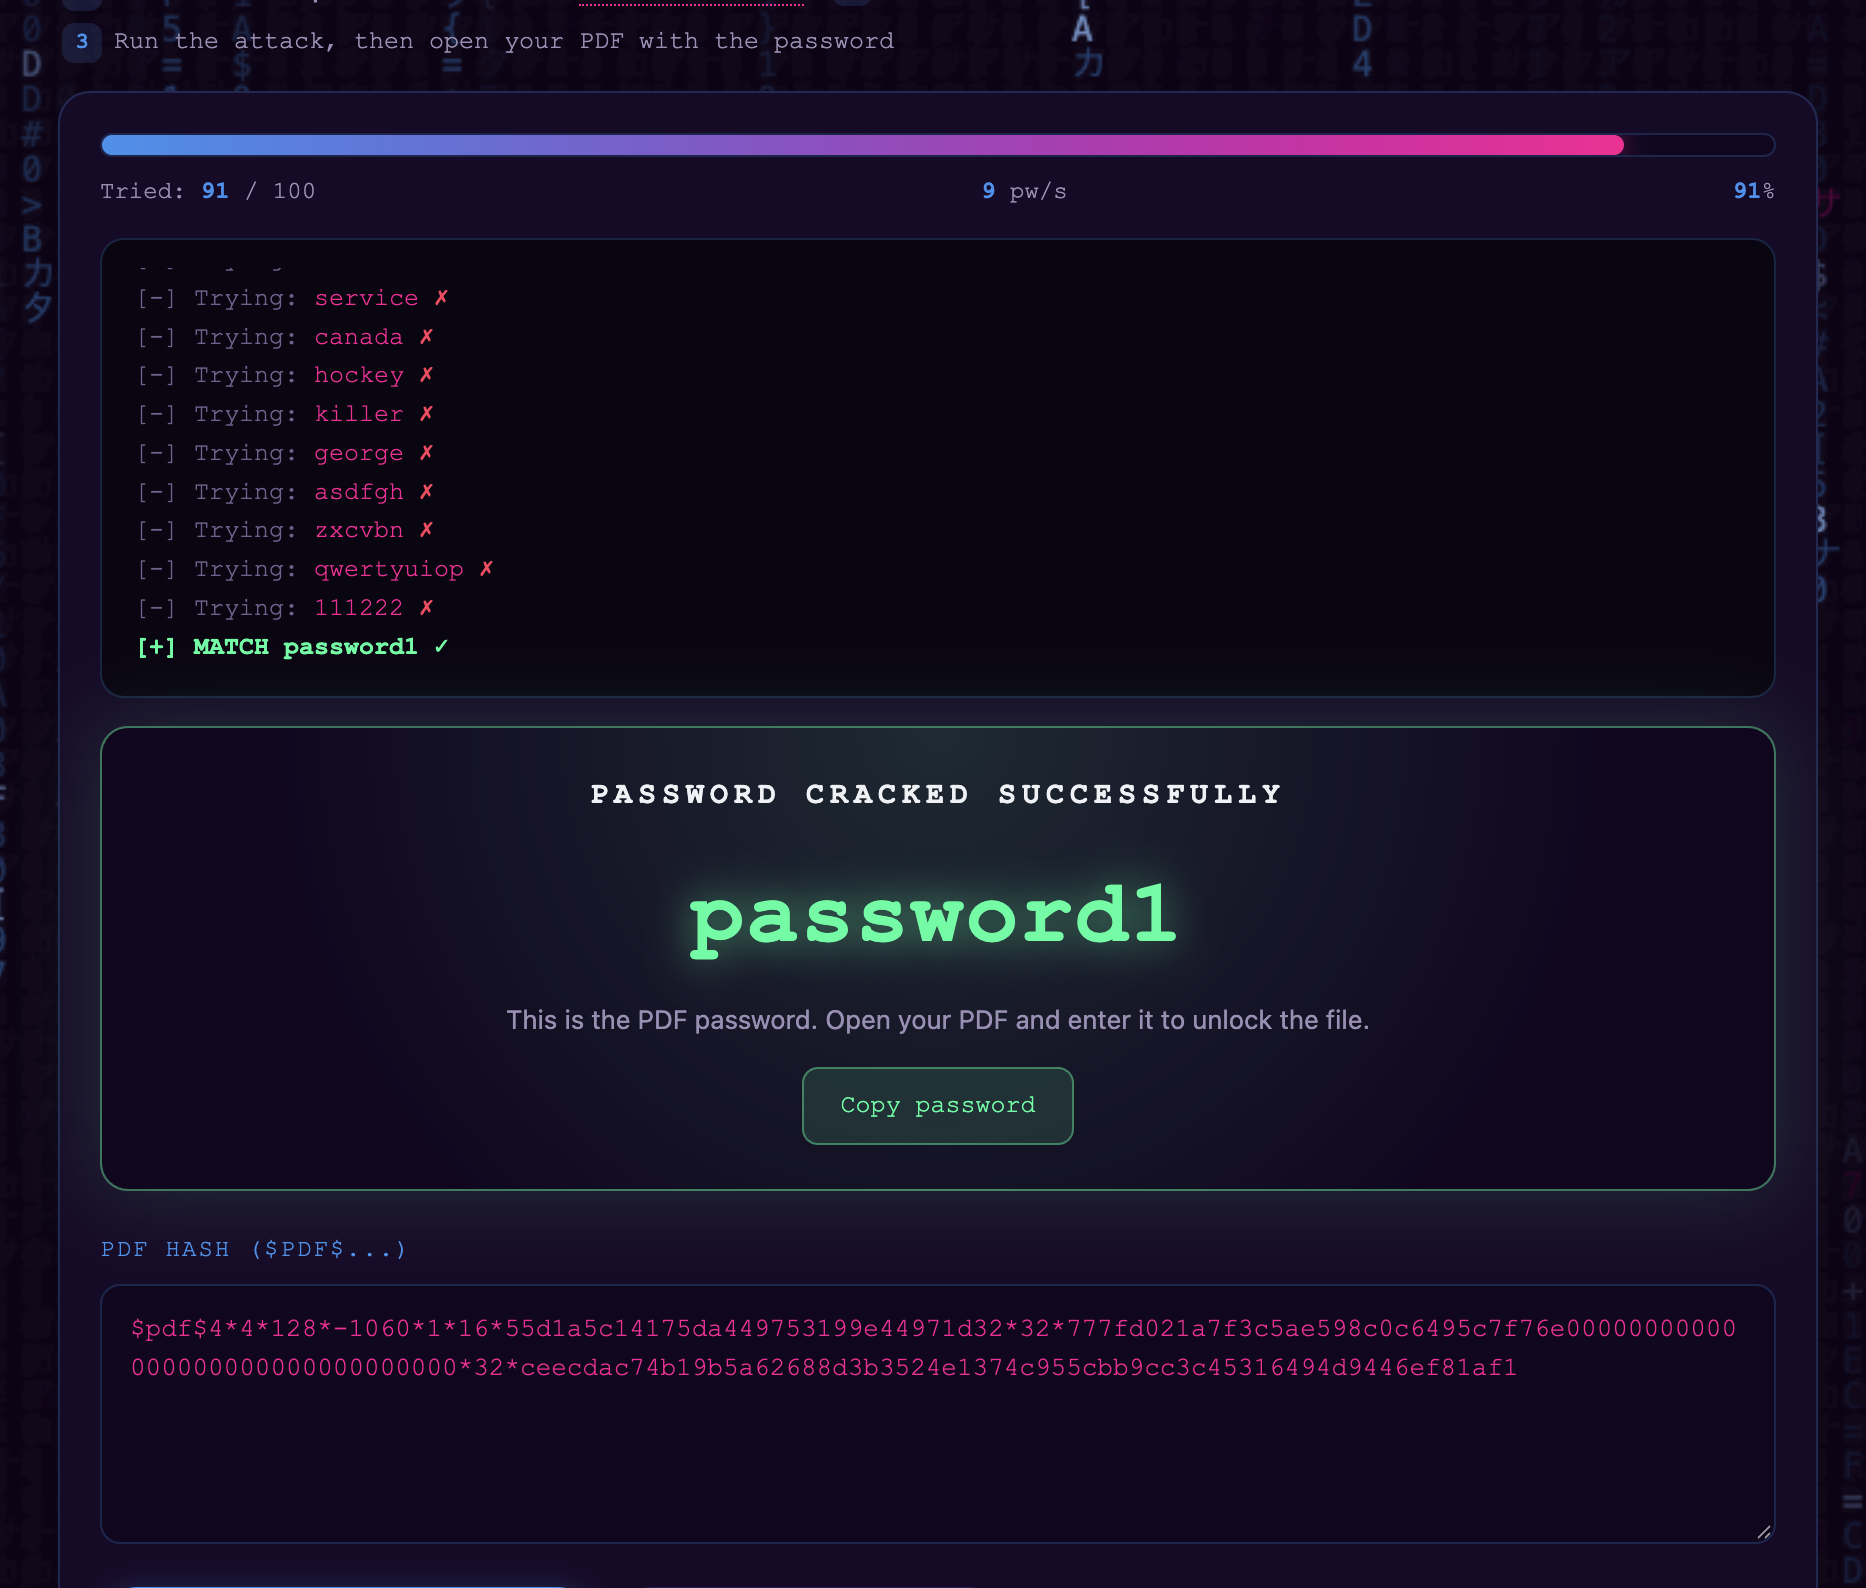 3 Run the attack, then open your PDF with the password
Tried: 91 / 100
9 pw/s
91%
[-] Trying: service ✗
[-] Trying: canada ✗
[-] Trying: hockey ✗
[-] Trying: killer ✗
[-] Trying: george ✗
[-] Trying: asdfgh ✗
[-] Trying: zxcvbn ✗
[-] Trying: qwertyuiop ✗
[-] Trying: 111222 ✗
[+] MATCH password1 ✓
PASSWORD CRACKED SUCCESSFULLY
password1
This is the PDF password. Open your PDF and enter it to unlock the file.
Copy password
PDF HASH ($PDF$...)
$pdf$4*4*128*-1060*1*16*55d1a5c14175da449753199e44971d32*32*777fd021a7f3c5ae598c0c6495c7f76e00000000000
0000000000000000000000*32*ceecdac74b19b5a62688d3b3524e1374c955cbb9cc3c45316494d9446ef81af1